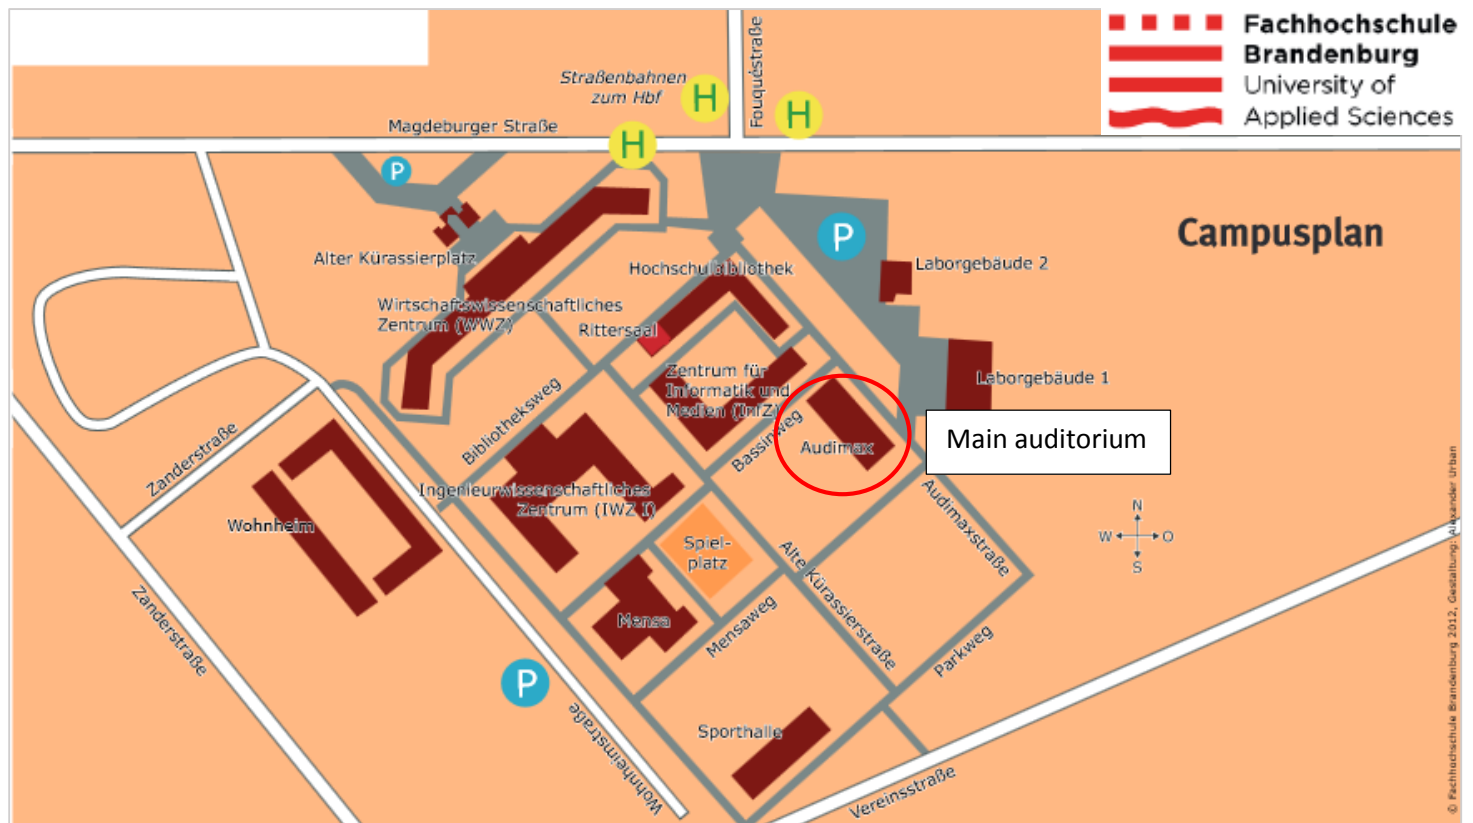 Fachhochschule
Brandenburg
University of
Applied Sciences
Straßenbahnen
zum Hbf
H
H
H
Fouquéstraße
Magdeburger Straße
P
P
Campusplan
Alter Kürassierplatz
Hochschulbibliothek
Laborgebäude 2
Wirtschaftswissenschaftliches
Zentrum (WWZ)
Rittersaal
Zentrum für
Informatik und
Medien (InfZ)
Laborgebäude 1
Bibliotheksweg
Bassinweg
Audimax
Main auditorium
Zanderstraße
Ingenieurwissenschaftliches
Zentrum (IWZ I)
Wohnheim
Audimaxstraße
N
W
O
S
Spiel-
platz
Alte Kürassierstraße
Zanderstraße
Mensa
Mensaweg
Parkweg
P
Wohnheimstraße
Sporthalle
Vereinsstraße
© Fachhochschule Brandenburg 2012, Gestaltung: Alexander Urban